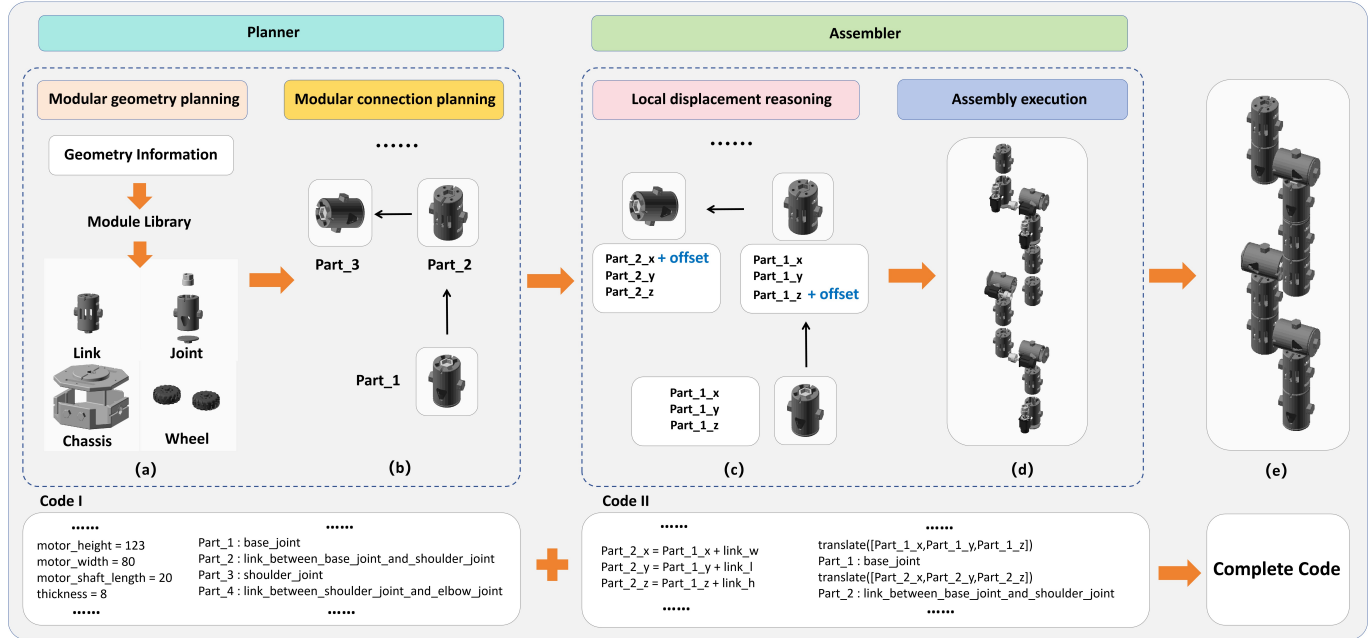 Planner
Assembler
Modular geometry planning
Modular connection planning
Local displacement reasoning
Assembly execution
Geometry Information
Module Library
Link
Joint
Chassis
Wheel
(a)
......
Part_3
Part_2
Part_1
(b)
......
Part_2_x + offset
Part_2_y
Part_2_z
Part_1_x
Part_1_y
Part_1_z + offset
Part_1_x
Part_1_y
Part_1_z
(c)
(d)
(e)
Code I
......
motor_height = 123
motor_width = 80
motor_shaft_length = 20
thickness = 8
......
......
Part_1 : base_joint
Part_2 : link_between_base_joint_and_shoulder_joint
Part_3 : shoulder_joint
Part_4 : link_between_shoulder_joint_and_elbow_joint
......
Code II
......
Part_2_x = Part_1_x + link_w
Part_2_y = Part_1_y + link_l
Part_2_z = Part_1_z + link_h
......
......
translate([Part_1_x,Part_1_y,Part_1_z])
Part_1 : base_joint
translate([Part_2_x,Part_2_y,Part_2_z])
Part_2 : link_between_base_joint_and_shoulder_joint
......
Complete Code